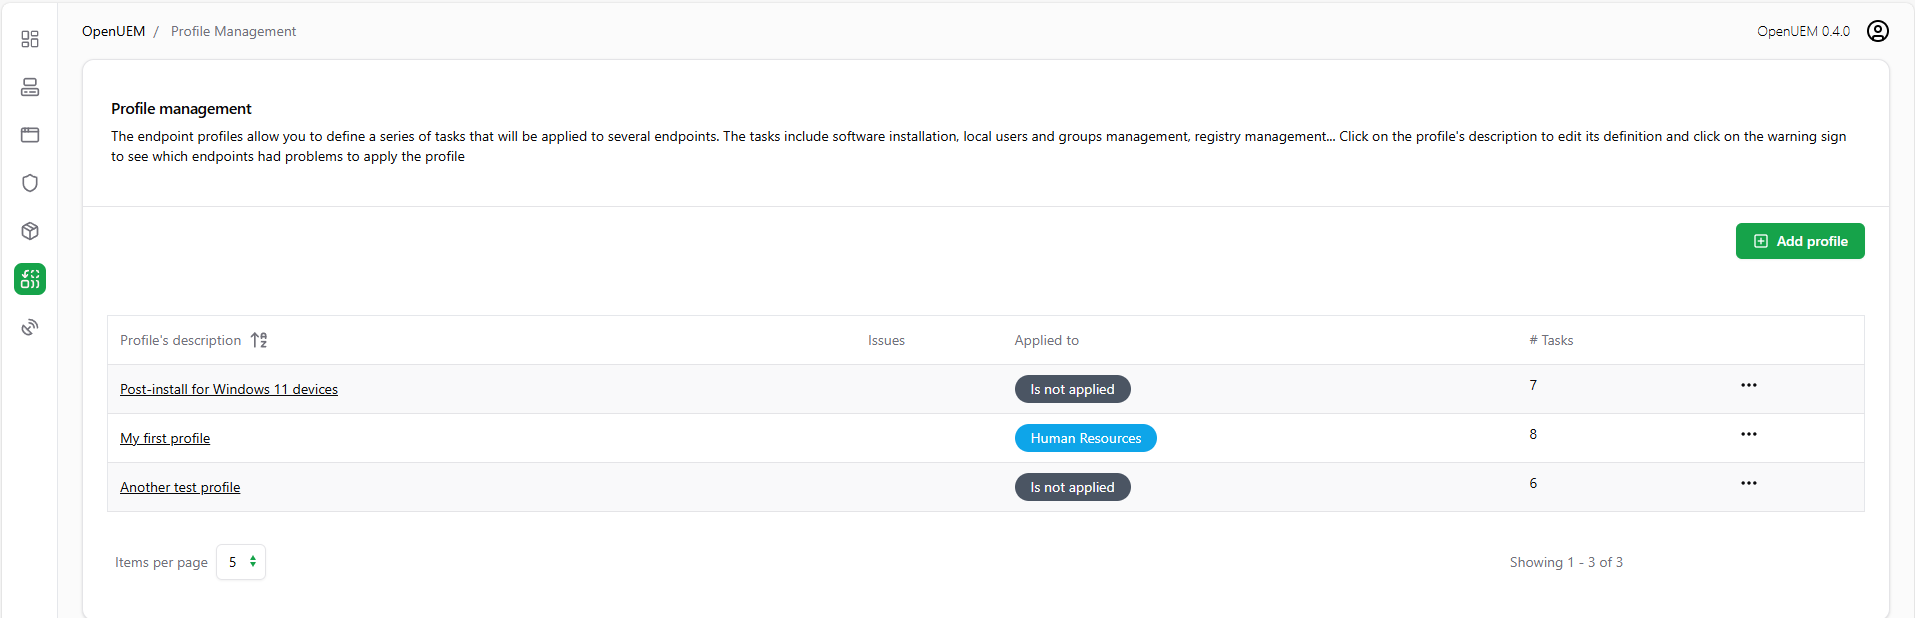 OpenUEM / Profile Management
OpenUEM 0.4.0
Profile management
The endpoint profiles allow you to define a series of tasks that will be applied to several endpoints. The tasks include software installation, local users and groups management, registry management... Click on the profile's description to edit its definition and click on the warning sign
to see which endpoints had problems to apply the profile
Add profile
Profile's description Issues Applied to # Tasks
Post-install for Windows 11 devices Is not applied 7
My first profile Human Resources 8
Another test profile Is not applied 6
Items per page 5 Showing 1 - 3 of 3